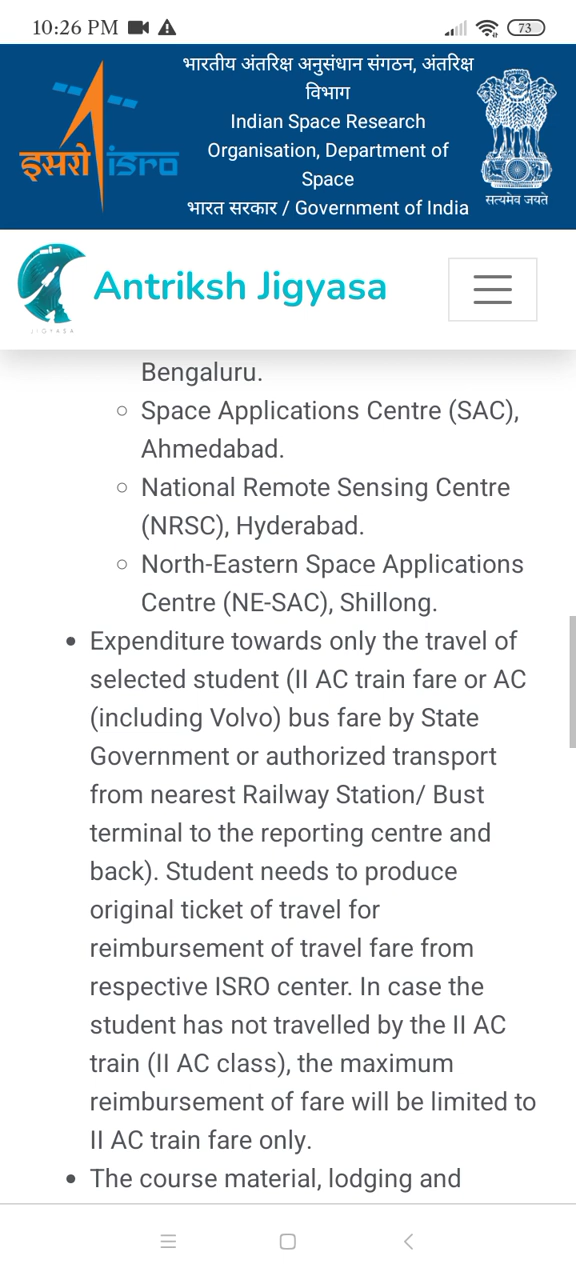 10:26 PM
73
भारतीय अंतरिक्ष अनुसंधान संगठन, अंतरिक्ष
विभाग
Indian Space Research
Organisation, Department of
Space
भारत सरकार / Government of India
इसरो isro
सत्यमेव जयते
Antriksh Jigyasa
JIGYASA
Bengaluru.
Space Applications Centre (SAC),
Ahmedabad.
National Remote Sensing Centre
(NRSC), Hyderabad.
North-Eastern Space Applications
Centre (NE-SAC), Shillong.
Expenditure towards only the travel of
selected student (II AC train fare or AC
(including Volvo) bus fare by State
Government or authorized transport
from nearest Railway Station/ Bust
terminal to the reporting centre and
back). Student needs to produce
original ticket of travel for
reimbursement of travel fare from
respective ISRO center. In case the
student has not travelled by the II AC
train (II AC class), the maximum
reimbursement of fare will be limited to
II AC train fare only.
The course material, lodging and